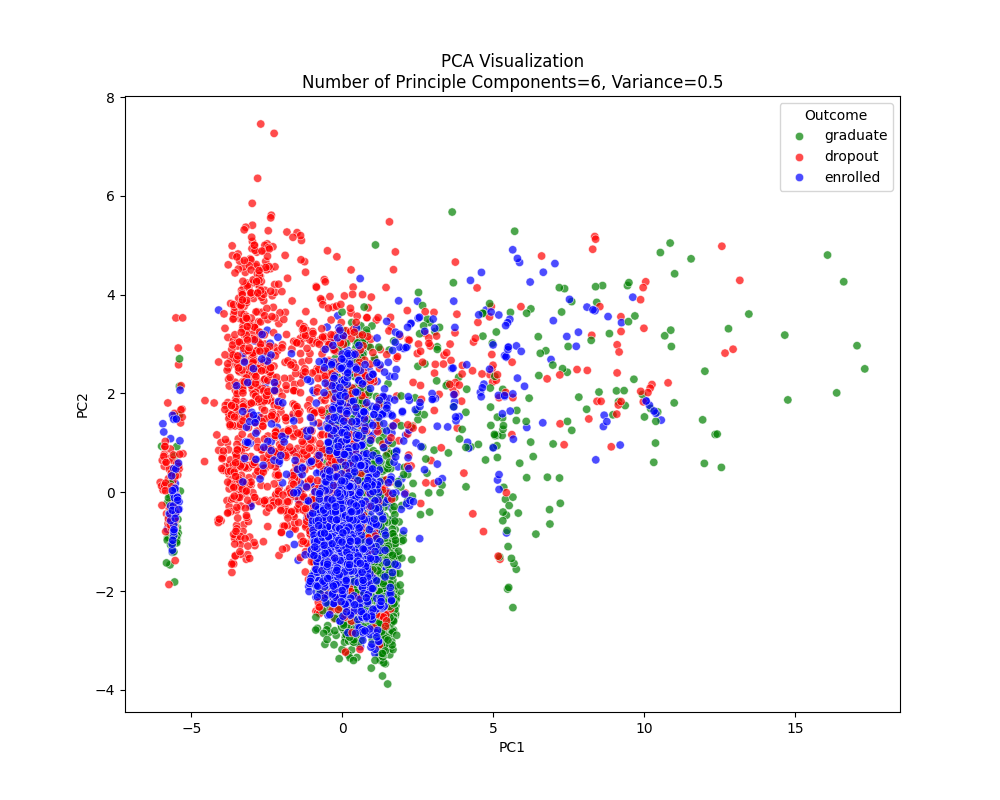 PCA Visualization
Number of Principle Components=6, Variance=0.5
Outcome
graduate
dropout
enrolled
8
6
4
2
0
−2
−4
PC2
−5
0
5
10
15
PC1